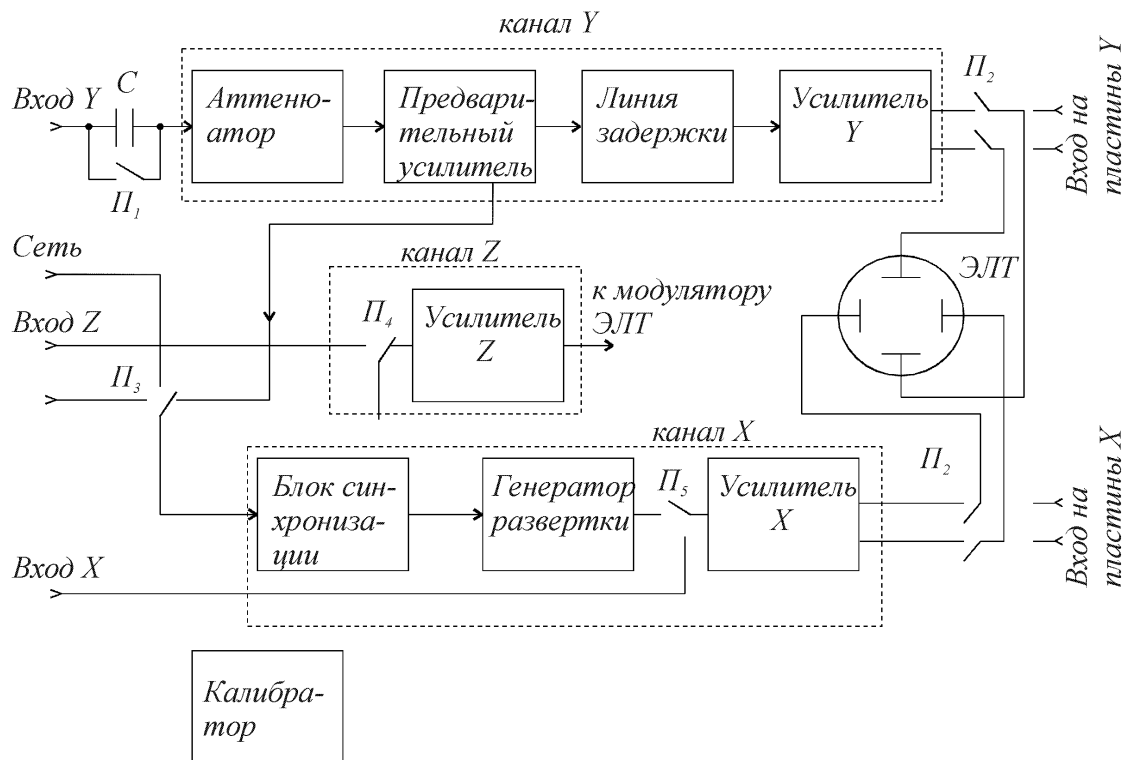 канал Y
Вход Y
C
П1
Аттеню-
атор
Предвари-
тельный
усилитель
Линия
задержки
Усилитель
Y
П2
Вход на
пластины Y
Сеть
канал Z
Вход Z
П4
Усилитель
Z
к модулятору
ЭЛТ
ЭЛТ
П3
канал X
Блок син-
хрониза-
ции
Генератор
развертки
П5
Усилитель
X
П2
Вход на
пластины X
Вход X
Калибра-
тор